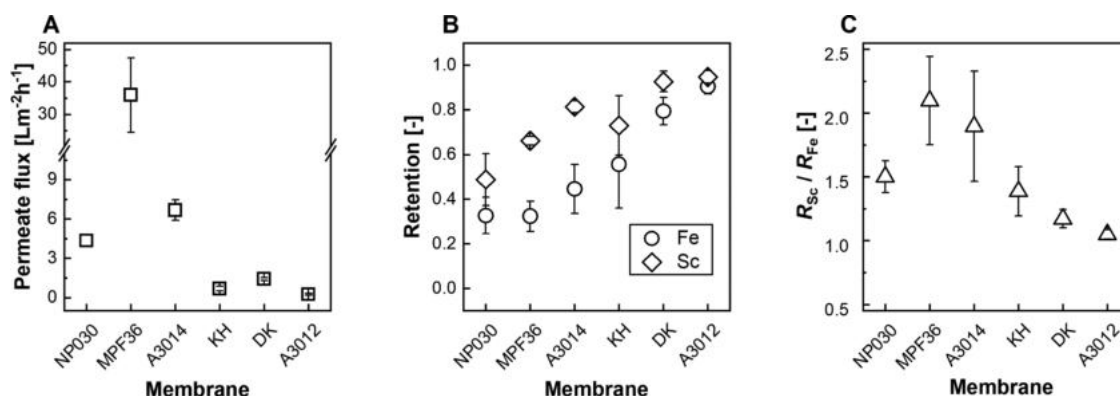 A
Permeate flux [Lm⁻²h⁻¹]
50
40
30
9
6
3
0
NP030
MPF36
A3014
KH
DK
A3012
Membrane
B
Retention [-]
1.0
0.8
0.6
0.4
0.2
0.0
Fe
Sc
NP030
MPF36
A3014
KH
DK
A3012
Membrane
C
R_Sc / R_Fe [-]
2.5
2.0
1.5
1.0
0.5
NP030
MPF36
A3014
KH
DK
A3012
Membrane